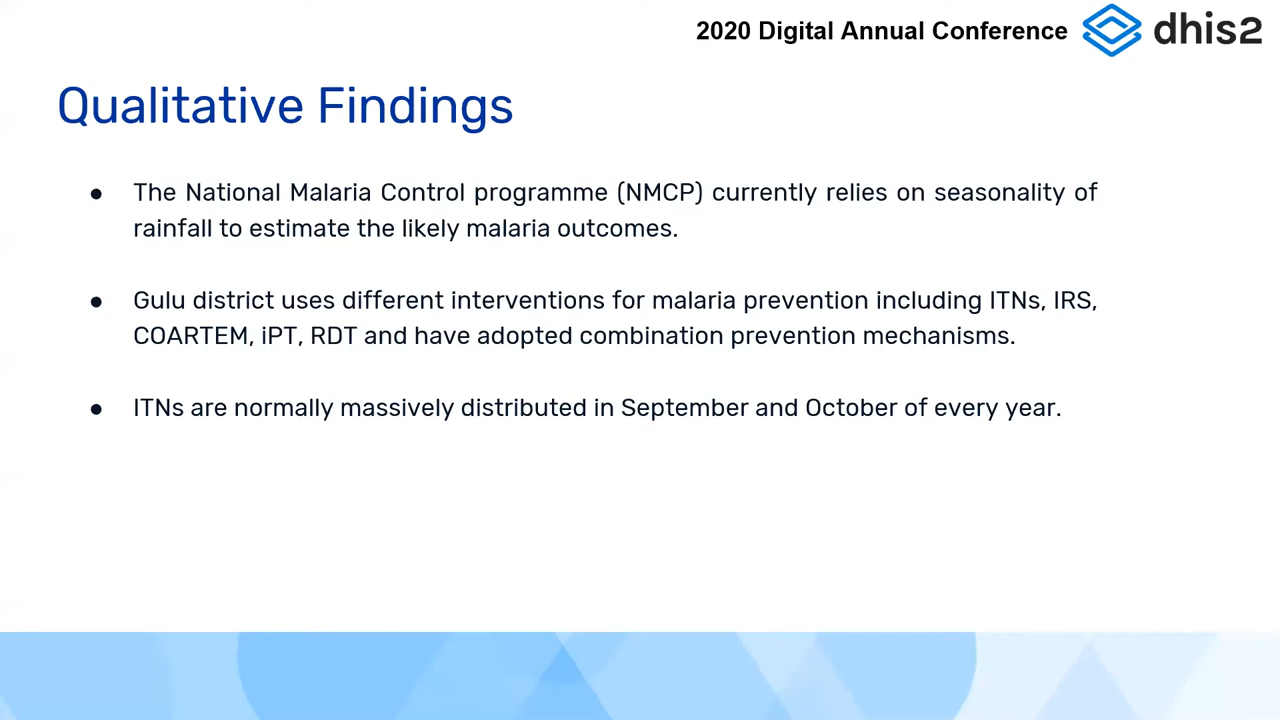 2020 Digital Annual Conference
dhis2
Qualitative Findings
● The National Malaria Control programme (NMCP) currently relies on seasonality of
rainfall to estimate the likely malaria outcomes.
● Gulu district uses different interventions for malaria prevention including ITNs, IRS,
COARTEM, iPT, RDT and have adopted combination prevention mechanisms.
● ITNs are normally massively distributed in September and October of every year.